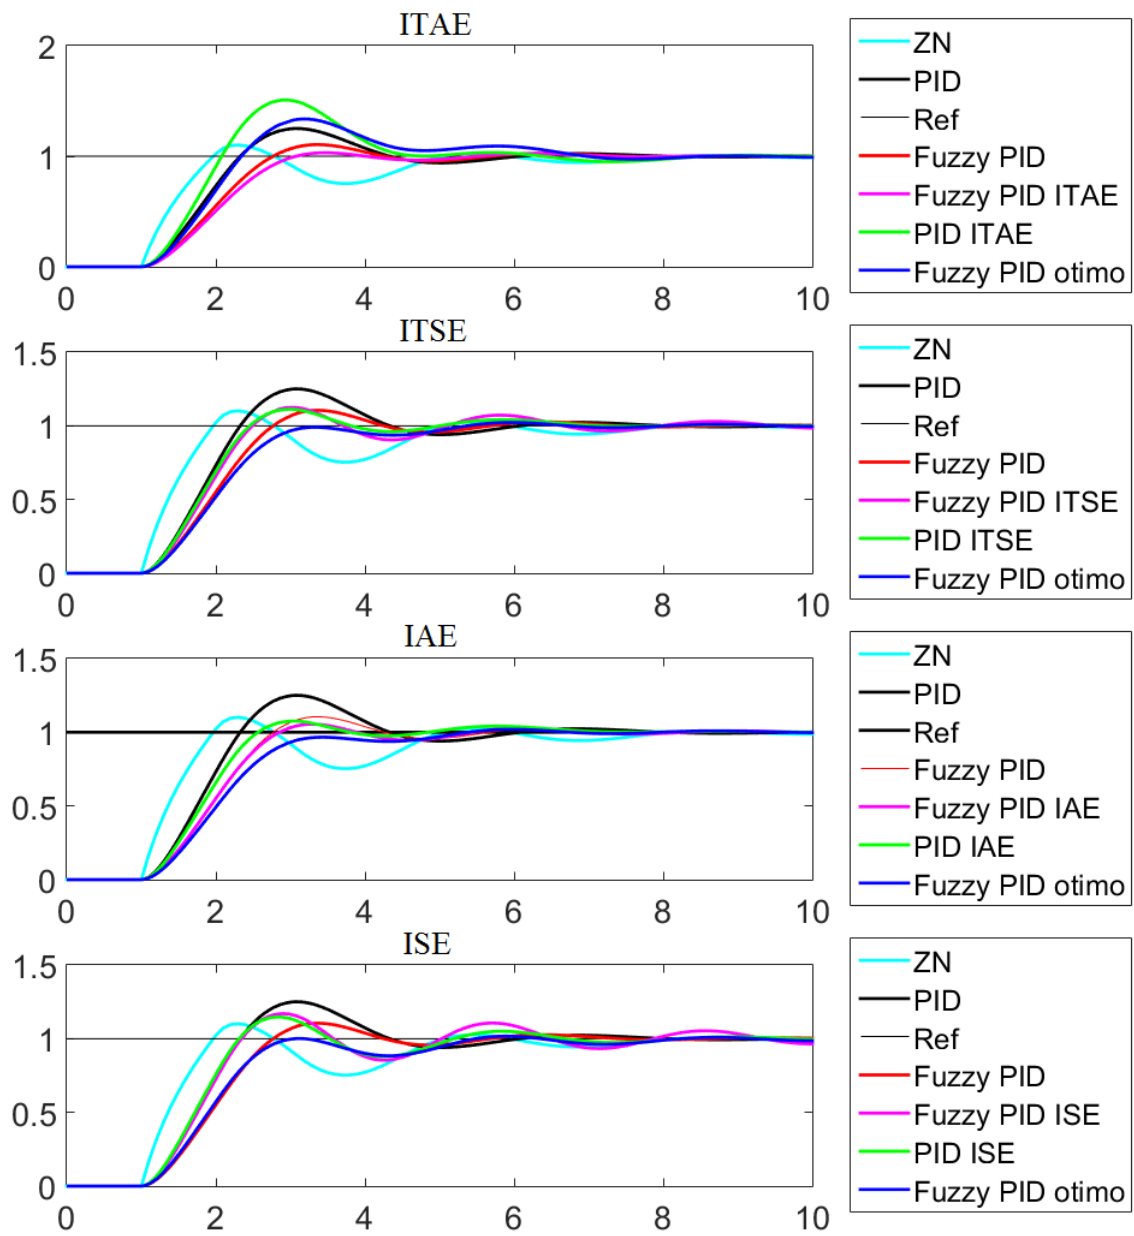 ITAE
2
1
0
0 2 4 6 8 10
ZN
PID
Ref
Fuzzy PID
Fuzzy PID ITAE
PID ITAE
Fuzzy PID otimo
ITSE
1.5
1
0.5
0
0 2 4 6 8 10
ZN
PID
Ref
Fuzzy PID
Fuzzy PID ITSE
PID ITSE
Fuzzy PID otimo
IAE
1.5
1
0.5
0
0 2 4 6 8 10
ZN
PID
Ref
Fuzzy PID
Fuzzy PID IAE
PID IAE
Fuzzy PID otimo
ISE
1.5
1
0.5
0
0 2 4 6 8 10
ZN
PID
Ref
Fuzzy PID
Fuzzy PID ISE
PID ISE
Fuzzy PID otimo